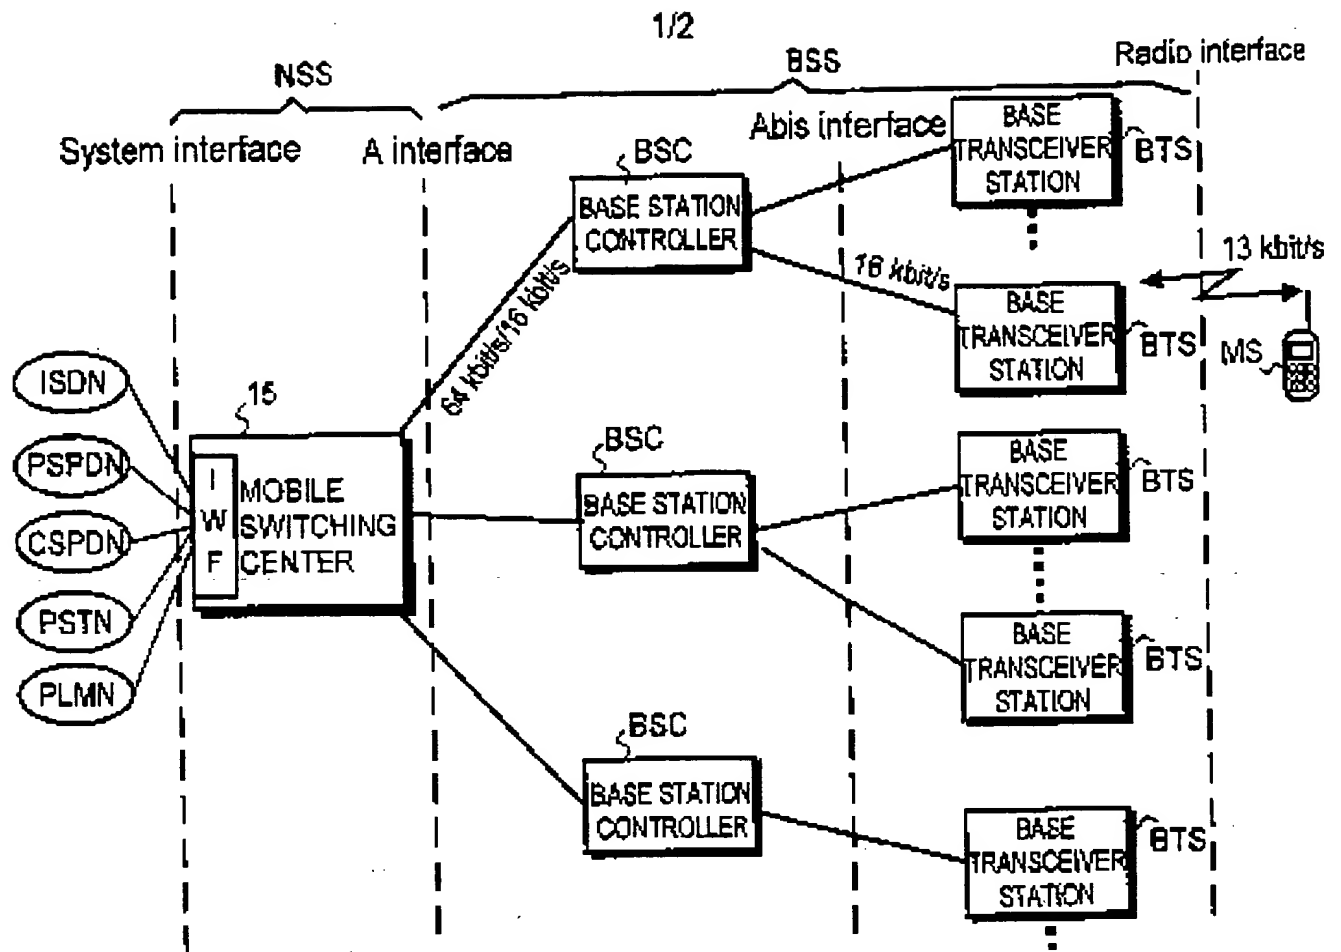 1/2
NSS
BSS
Radio interface
System interface
A interface
Abis interface
BSC
BASE STATION
CONTROLLER
BASE
TRANSCEIVER
STATION
BTS
64 kbit/s/16 kbit/s
16 kbit/s
13 kbit/s
BASE
TRANSCEIVER
STATION
BTS
MS
ISDN
PSPDN
CSPDN
PSTN
PLMN
15
I
W
F
MOBILE
SWITCHING
CENTER
BSC
BASE STATION
CONTROLLER
BASE
TRANSCEIVER
STATION
BTS
BASE
TRANSCEIVER
STATION
BTS
BSC
BASE STATION
CONTROLLER
BASE
TRANSCEIVER
STATION
BTS